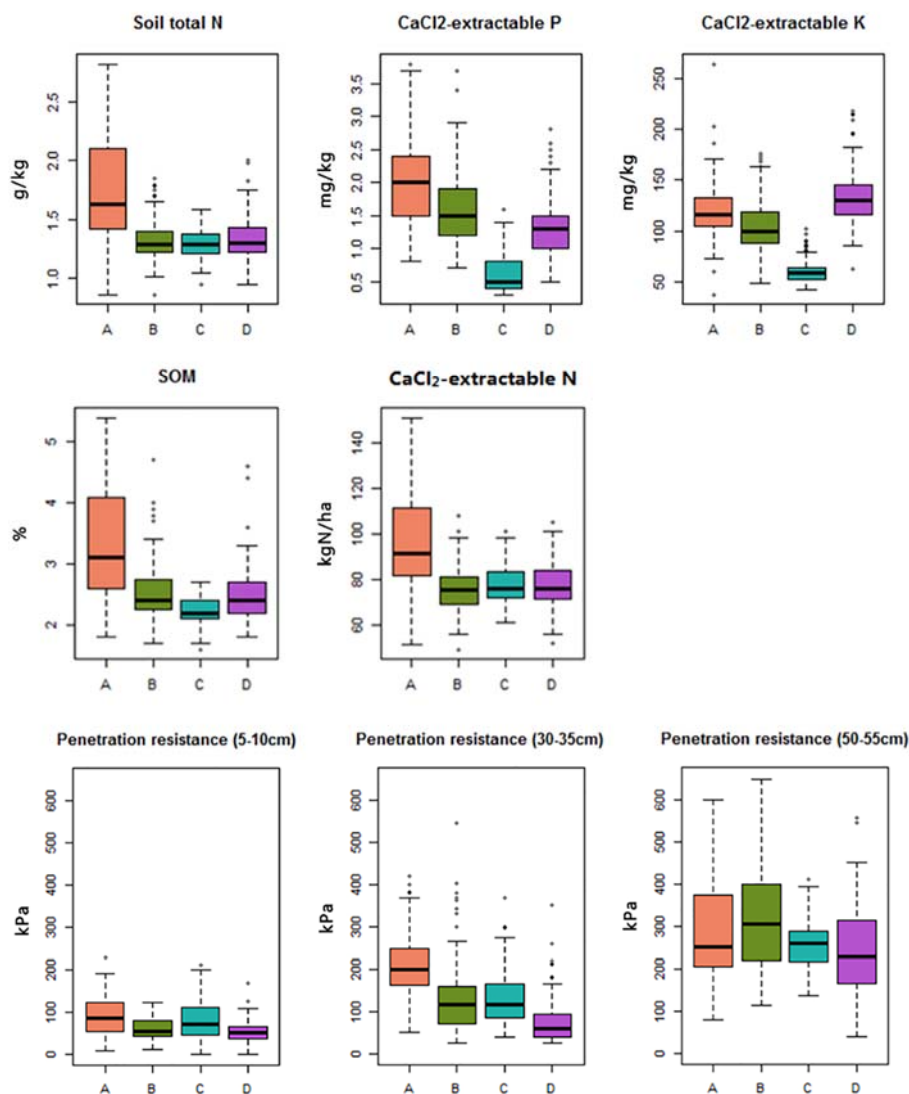 Soil total N
CaCl2-extractable P
CaCl2-extractable K
g/kg
1.0 1.5 2.0 2.5
mg/kg
0.5 1.0 1.5 2.0 2.5 3.0 3.5
mg/kg
50 100 150 200 250
A B C D
A B C D
A B C D
SOM
CaCl₂-extractable N
%
2 3 4 5
kgN/ha
60 80 100 120 140
A B C D
A B C D
Penetration resistance (5-10cm)
Penetration resistance (30-35cm)
Penetration resistance (50-55cm)
kPa
0 100 200 300 400 500 600
kPa
0 100 200 300 400 500 600
kPa
0 100 200 300 400 500 600
A B C D
A B C D
A B C D